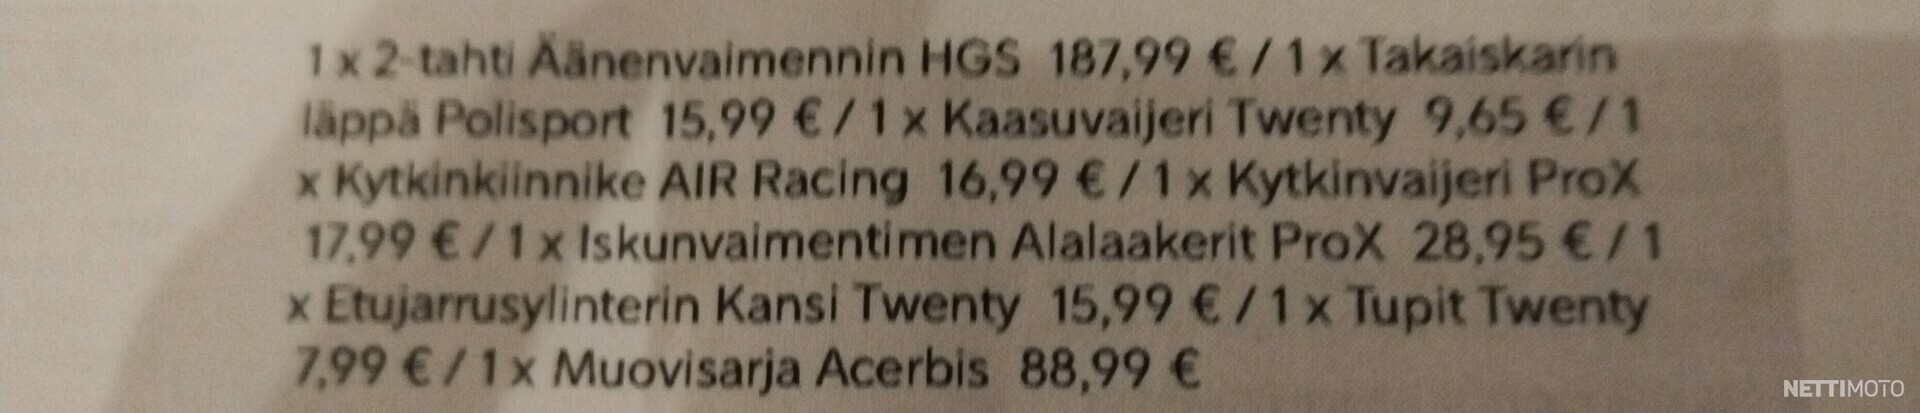 1 x 2-tahti Äänenvaimennin HGS 187,99 € / 1 x Takaiskarin
läppä Polisport 15,99 € / 1 x Kaasuvaijeri Twenty 9,65 € / 1
x Kytkinkiinnike AIR Racing 16,99 € / 1 x Kytkinvaijeri ProX
17,99 € / 1 x Iskunvaimentimen Alalaakerit ProX 28,95 € / 1
x Etujarrusylinterin Kansi Twenty 15,99 € / 1 x Tupit Twenty
7,99 € / 1 x Muovisarja Acerbis 88,99 €
NETTIMOTO